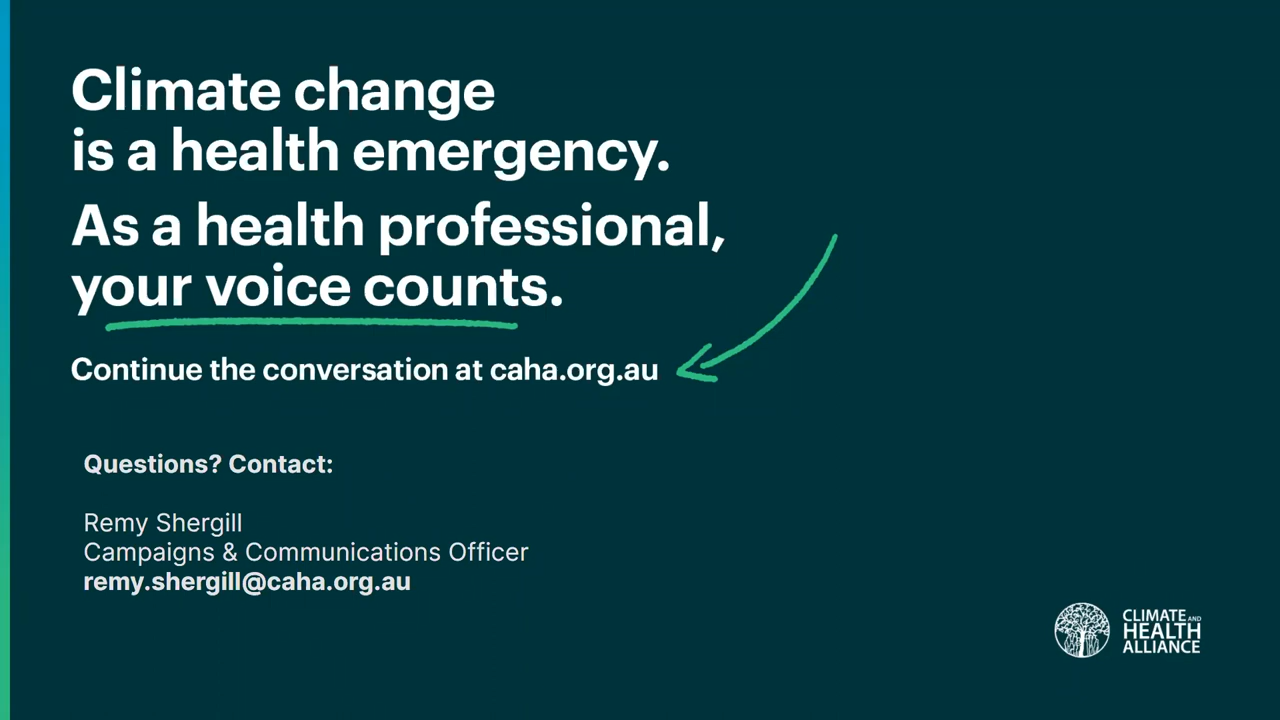 Climate change
is a health emergency.
As a health professional,
your voice counts.
Continue the conversation at caha.org.au
Questions? Contact:
Remy Shergill
Campaigns & Communications Officer
remy.shergill@caha.org.au
CLIMATE AND
HEALTH
ALLIANCE